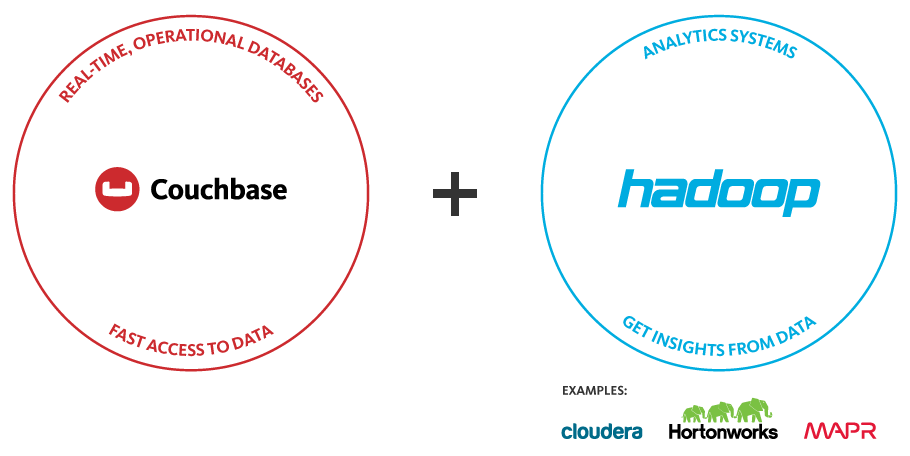 REAL-TIME, OPERATIONAL DATABASES
Couchbase
FAST ACCESS TO DATA
+
ANALYTICS SYSTEMS
hadoop
GET INSIGHTS FROM DATA
EXAMPLES:
cloudera
Hortonworks
MAPR